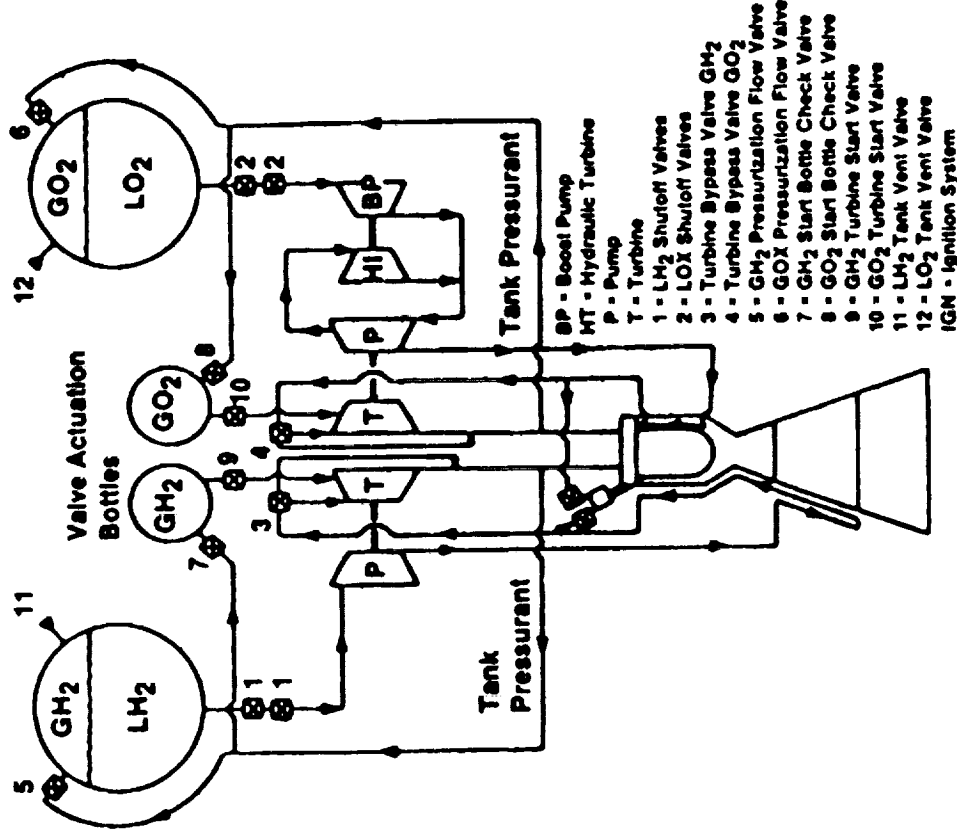 5
GH2
LH2
11
1
1
7
Valve Actuation
Bottles
GH2
GO2
9
10
8
3
4
12
6
GO2
LO2
2
2
P
T
T
P
HT
BP
Tank
Pressurant
Tank Pressurant
BP = Boost Pump
HT = Hydraulic Turbine
P = Pump
T = Turbine
1 = LH2 Shutoff Valves
2 = LOX Shutoff Valves
3 = Turbine Bypass Valve GH2
4 = Turbine Bypass Valve GO2
5 = GH2 Pressurization Flow Valve
6 = GOX Pressurization Flow Valve
7 = GH2 Start Bottle Check Valve
8 = GO2 Start Bottle Check Valve
9 = GH2 Turbine Start Valve
10 = GO2 Turbine Start Valve
11 = LH2 Tank Vent Valve
12 = LO2 Tank Vent Valve
IGN = Ignition System